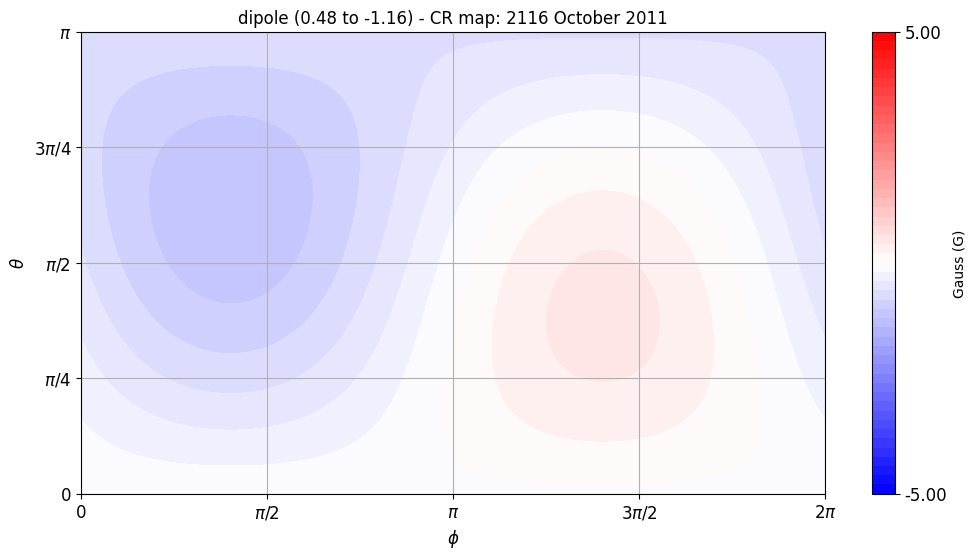 dipole (0.48 to -1.16) - CR map: 2116 October 2011
π
3π/4
π/2
π/4
0
θ
0
π/2
π
3π/2
2π
ϕ
5.00
-5.00
Gauss (G)